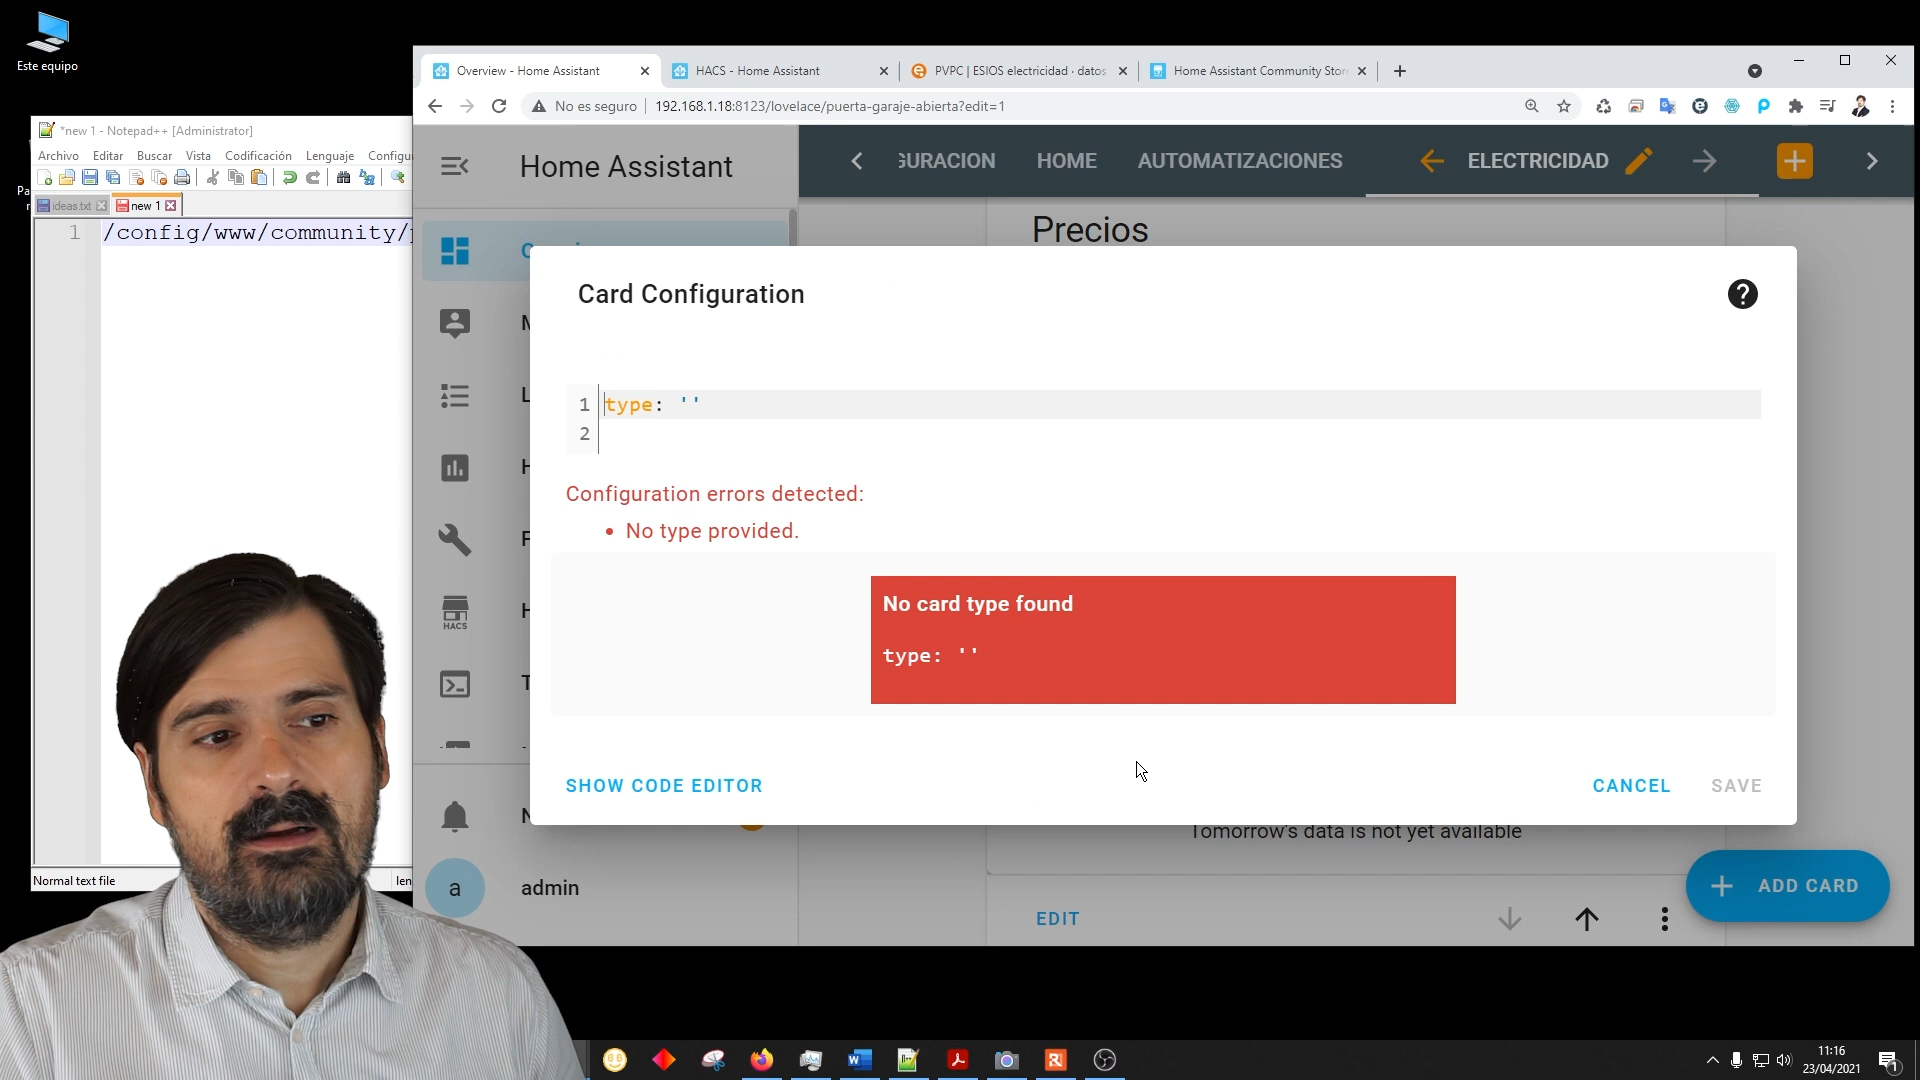 Este equipo
*new 1 - Notepad++ [Administrator]
Archivo Editar Buscar Vista Codificación Lenguaje Configu
ideas.txt new 1
1 /config/www/community/
Normal text file
len
Overview - Home Assistant
HACS - Home Assistant
PVPC | ESIOS electricidad · datos
Home Assistant Community Stor
No es seguro 192.168.1.18:8123/lovelace/puerta-garaje-abierta?edit=1
Home Assistant
GURACION HOME AUTOMATIZACIONES ELECTRICIDAD
Precios
HACS
Card Configuration
1 type: ''
2
Configuration errors detected:
• No type provided.
No card type found
type: ''
SHOW CODE EDITOR CANCEL SAVE
Tomorrow's data is not yet available
a admin
ADD CARD
EDIT
11:16
23/04/2021